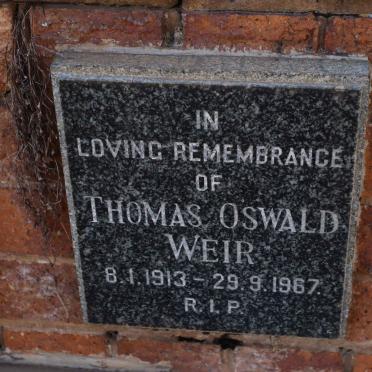 IN
LOVING REMEMBRANCE
OF
THOMAS OSWALD
WEIR
8.1.1913 - 29.9.1967.
R.I.P.